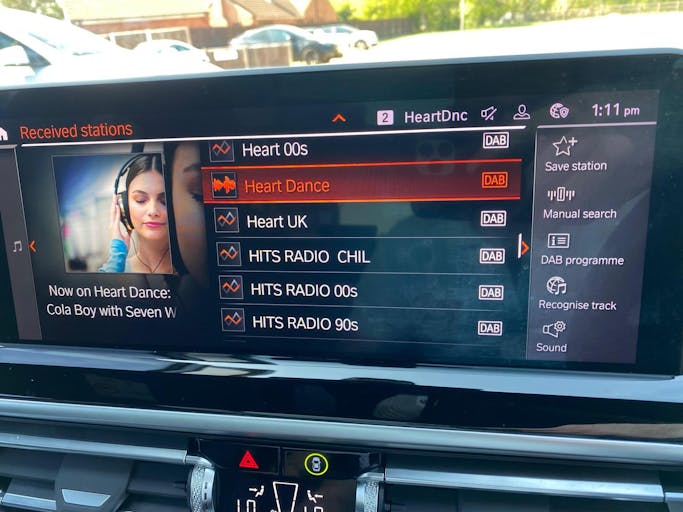 2 HeartDnc 1:11 pm
Received stations
Heart 00s DAB
Heart Dance DAB
Heart UK DAB
HITS RADIO CHIL DAB
HITS RADIO 00s DAB
HITS RADIO 90s DAB
Now on Heart Dance:
Cola Boy with Seven W
Save station
Manual search
DAB programme
Recognise track
Sound